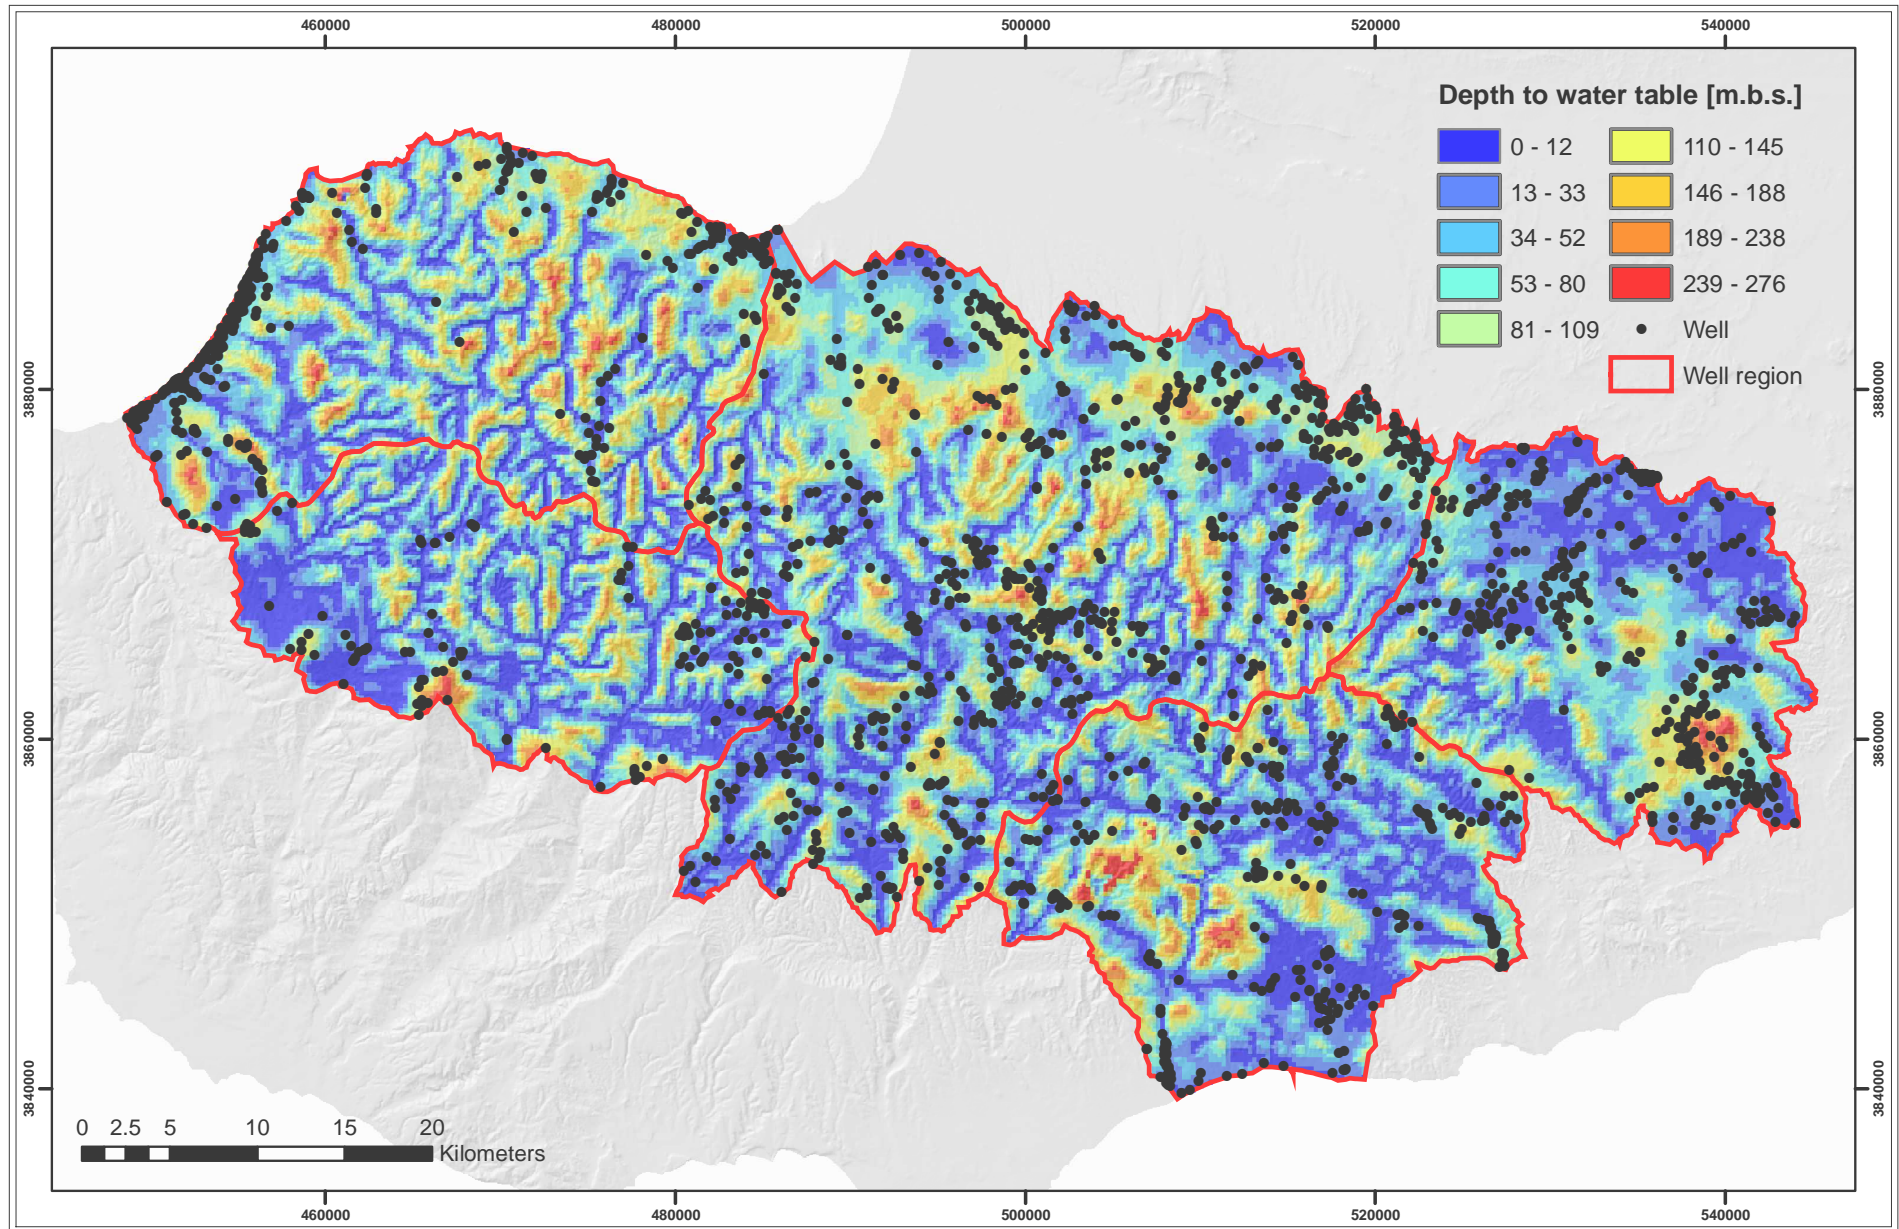 460000 480000 500000 520000 540000
Depth to water table [m.b.s.]
0 - 12 110 - 145
13 - 33 146 - 188
34 - 52 189 - 238
53 - 80 239 - 276
81 - 109 Well
Well region
3880000 3880000
3860000 3860000
3840000 3840000
0 2.5 5 10 15 20
Kilometers
460000 480000 500000 520000 540000